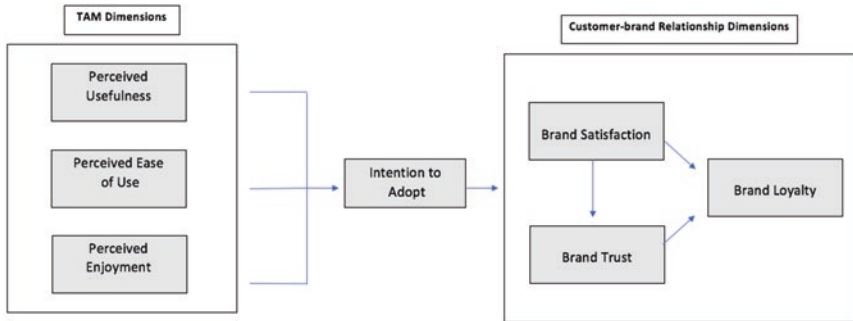 TAM Dimensions
Customer-brand Relationship Dimensions
Perceived
Usefulness
Perceived Ease
of Use
Perceived
Enjoyment
Intention to
Adopt
Brand Satisfaction
Brand Trust
Brand Loyalty